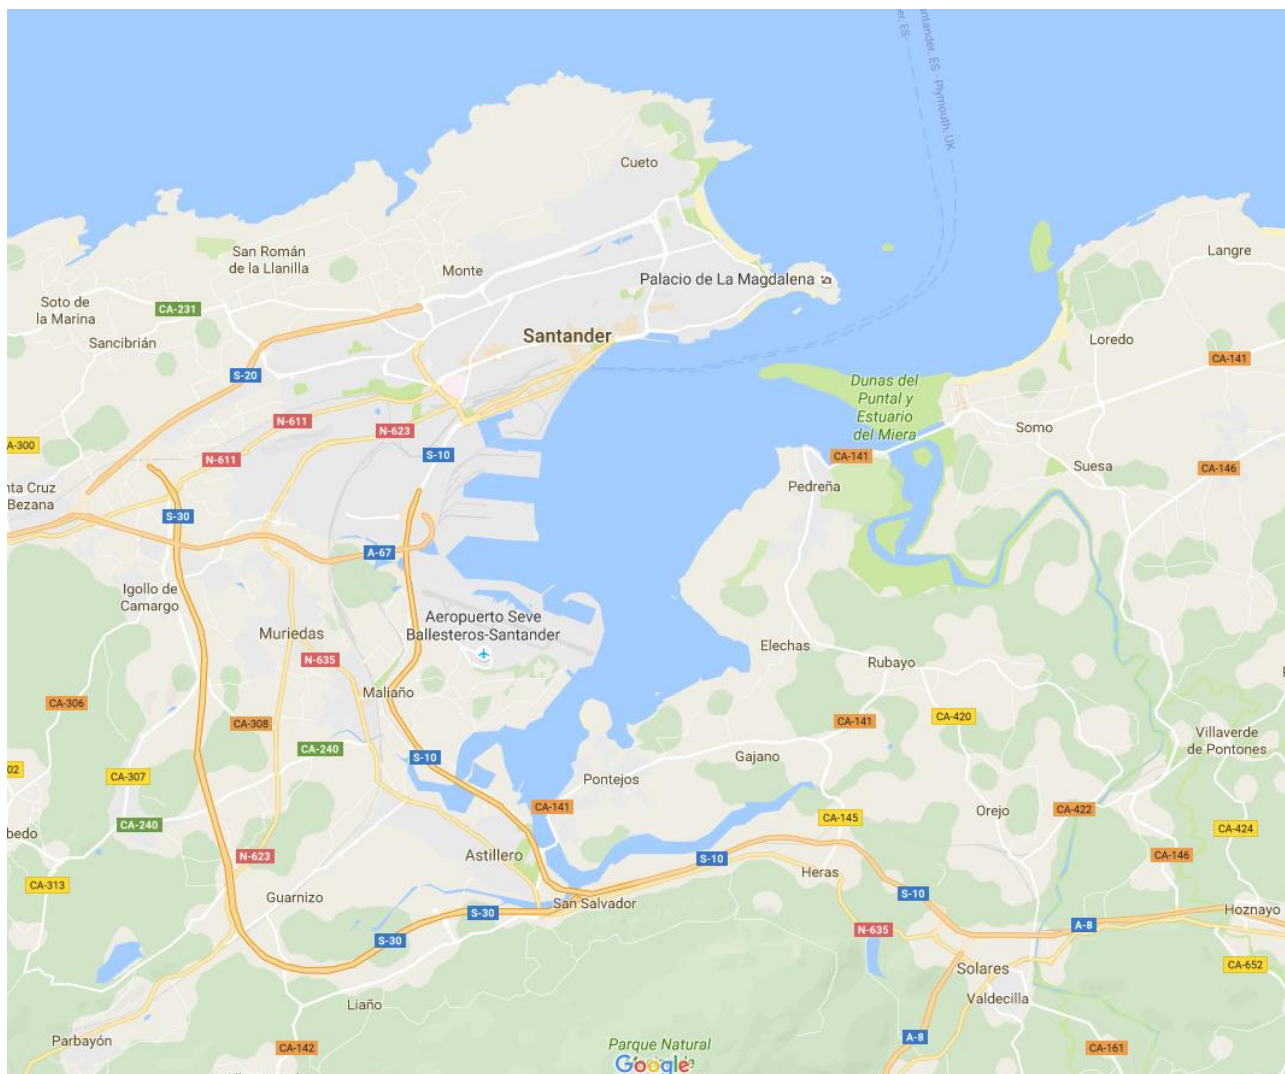 er, ES
ntander, ES - Plymouth, UK
Cueto
San Román
de la Llanilla
Monte
Palacio de La Magdalena
Langre
Soto de
la Marina
CA-231
Sancibrián
Santander
Loredo
CA-141
S-20
Dunas del
Puntal y
Estuario
del Miera
N-611
N-623
A-300
N-611
S-10
CA-141
Somo
Suesa
CA-146
nta Cruz
Bezana
Pedreña
S-30
A-67
Igollo de
Camargo
Aeropuerto Seve
Ballesteros-Santander
Muriedas
Elechas
N-635
Rubayo
Maliaño
CA-306
CA-308
CA-141
CA-420
Villaverde
de Pontones
CA-240
S-10
Gajano
02
CA-307
Pontejos
CA-141
CA-422
Orejo
bedo
CA-240
CA-145
CA-424
N-623
Astillero
S-10
CA-146
Heras
CA-313
Guarnizo
San Salvador
S-10
S-30
Hoznayo
S-30
N-635
A-8
Solares
CA-652
Liaño
Valdecilla
Parbayón
A-8
CA-142
Parque Natural
Google
CA-161